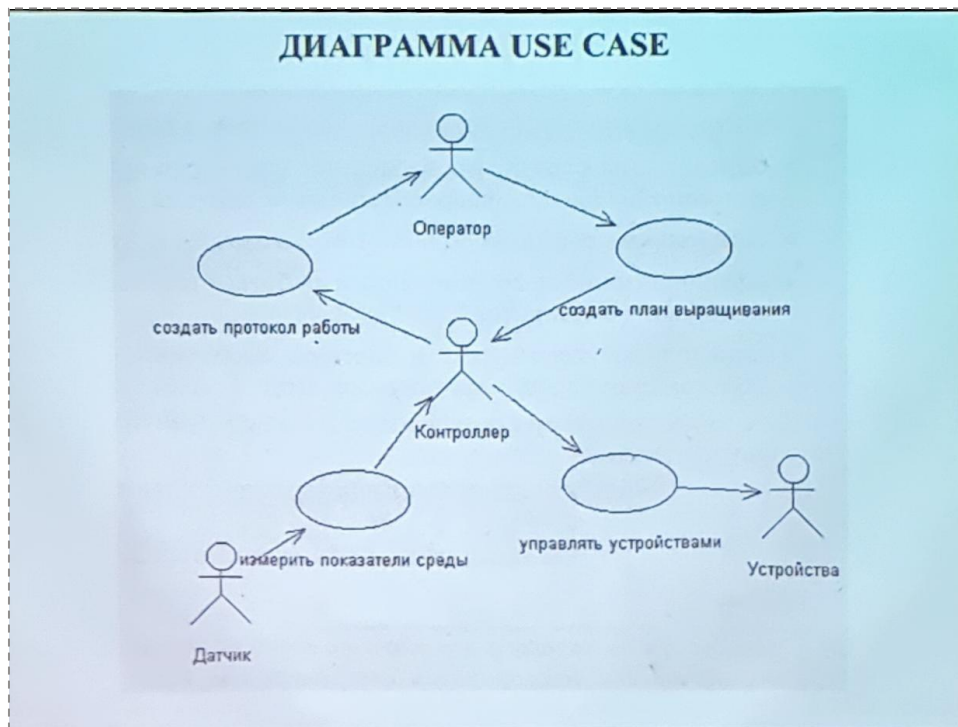 ДИАГРАММА USE CASE
Оператор
создать протокол работы
создать план выращивания
Контроллер
измерить показатели среды
управлять устройствами
Устройства
Датчик